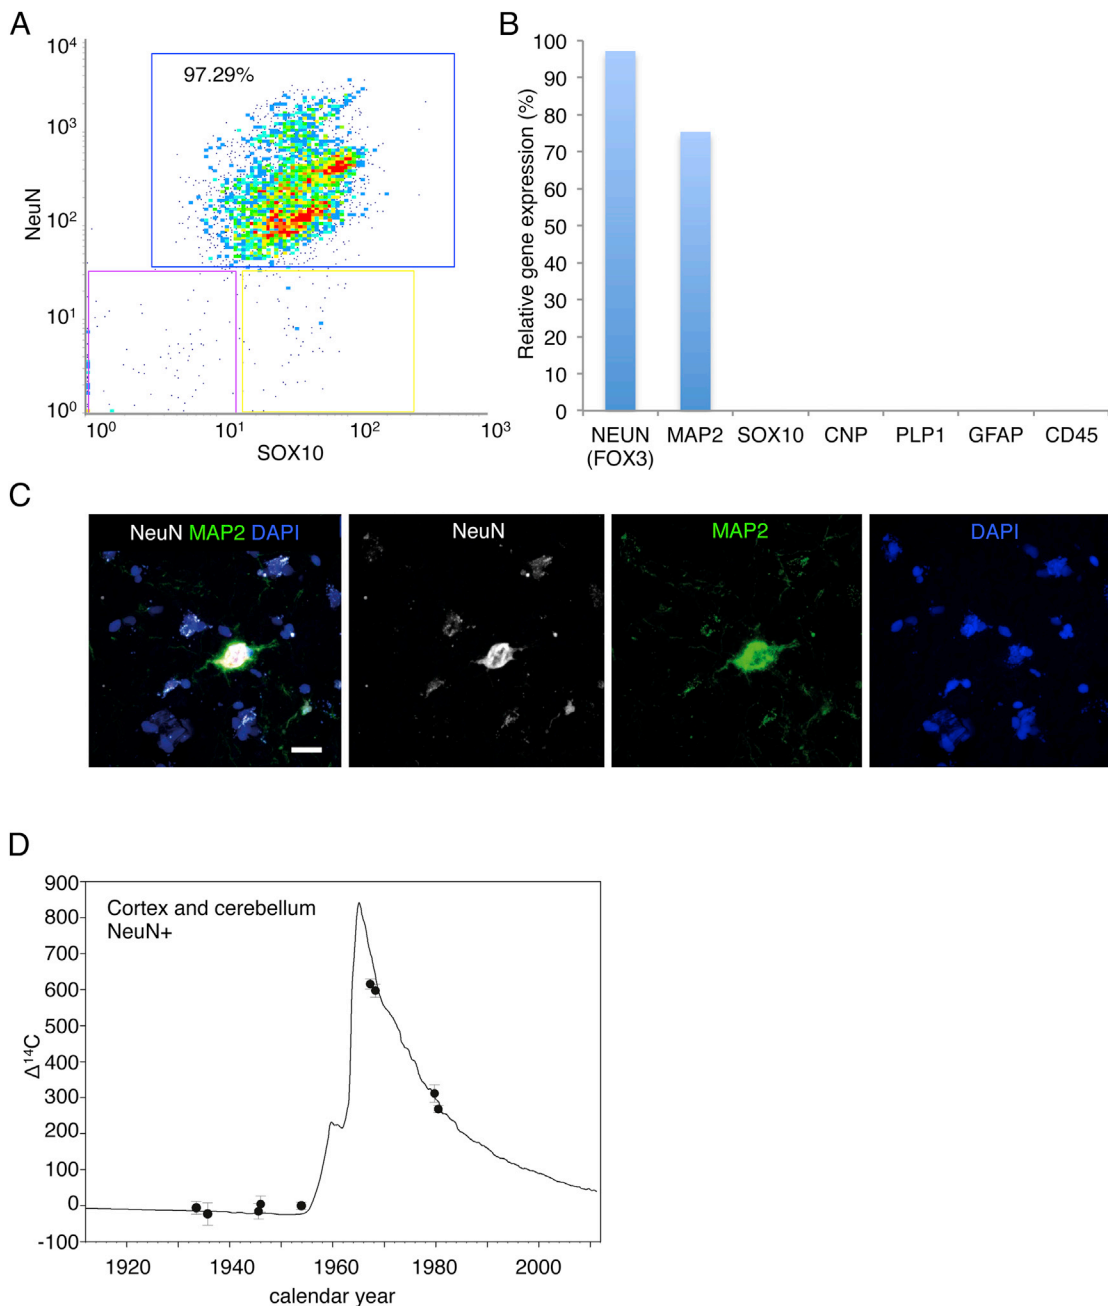 A
10⁴
97.29%
10³
NeuN
10²
10¹
10⁰
10⁰
10¹
10²
10³
SOX10
B
100
90
80
70
60
50
40
30
20
10
0
Relative gene expression (%)
NEUN
(FOX3)
MAP2
SOX10
CNP
PLP1
GFAP
CD45
C
NeuN MAP2 DAPI
NeuN
MAP2
DAPI
D
900
800
700
600
500
400
300
200
100
0
-100
Δ¹⁴C
Cortex and cerebellum
NeuN+
1920
1940
1960
1980
2000
calendar year